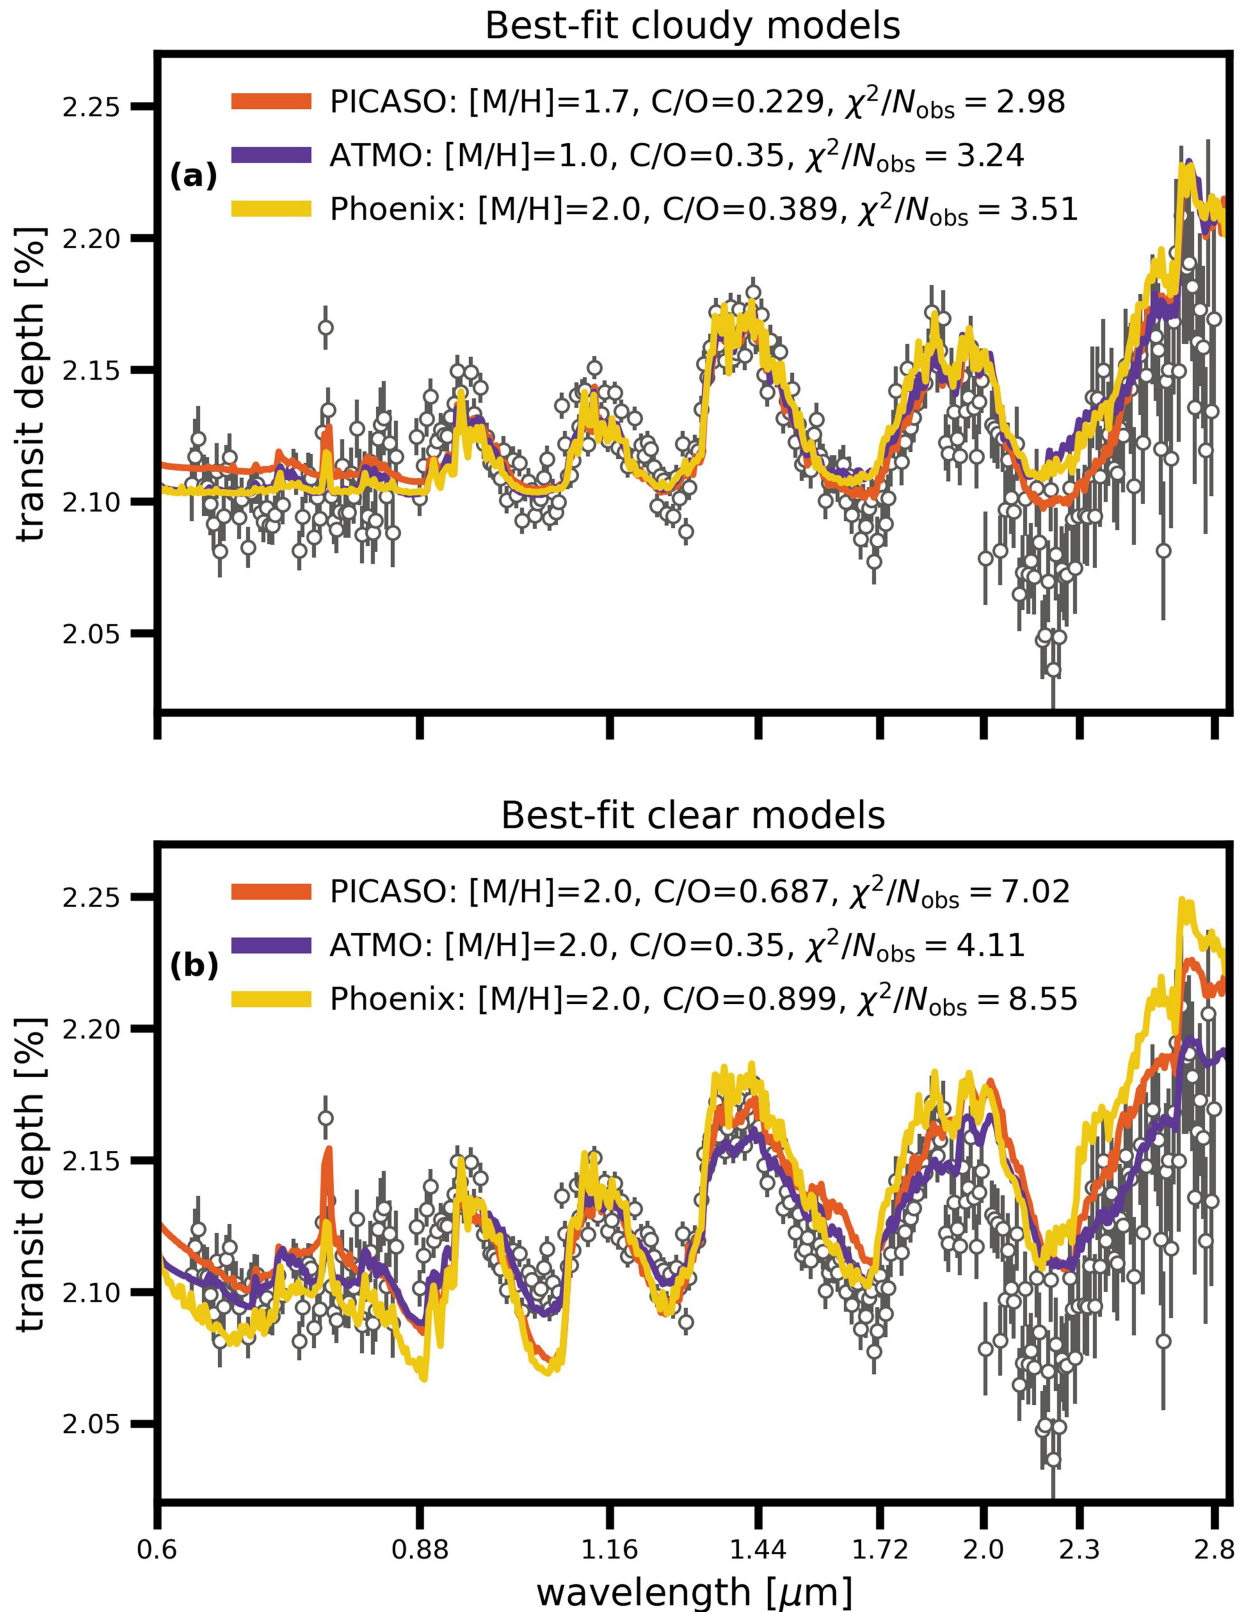 Best-fit cloudy models
2.25
2.20
2.15
2.10
2.05
transit depth [%]
(a)
PICASO: [M/H]=1.7, C/O=0.229, χ²/N_obs = 2.98
ATMO: [M/H]=1.0, C/O=0.35, χ²/N_obs = 3.24
Phoenix: [M/H]=2.0, C/O=0.389, χ²/N_obs = 3.51
Best-fit clear models
2.25
2.20
2.15
2.10
2.05
transit depth [%]
(b)
PICASO: [M/H]=2.0, C/O=0.687, χ²/N_obs = 7.02
ATMO: [M/H]=2.0, C/O=0.35, χ²/N_obs = 4.11
Phoenix: [M/H]=2.0, C/O=0.899, χ²/N_obs = 8.55
0.6 0.88 1.16 1.44 1.72 2.0 2.3 2.8
wavelength [μm]